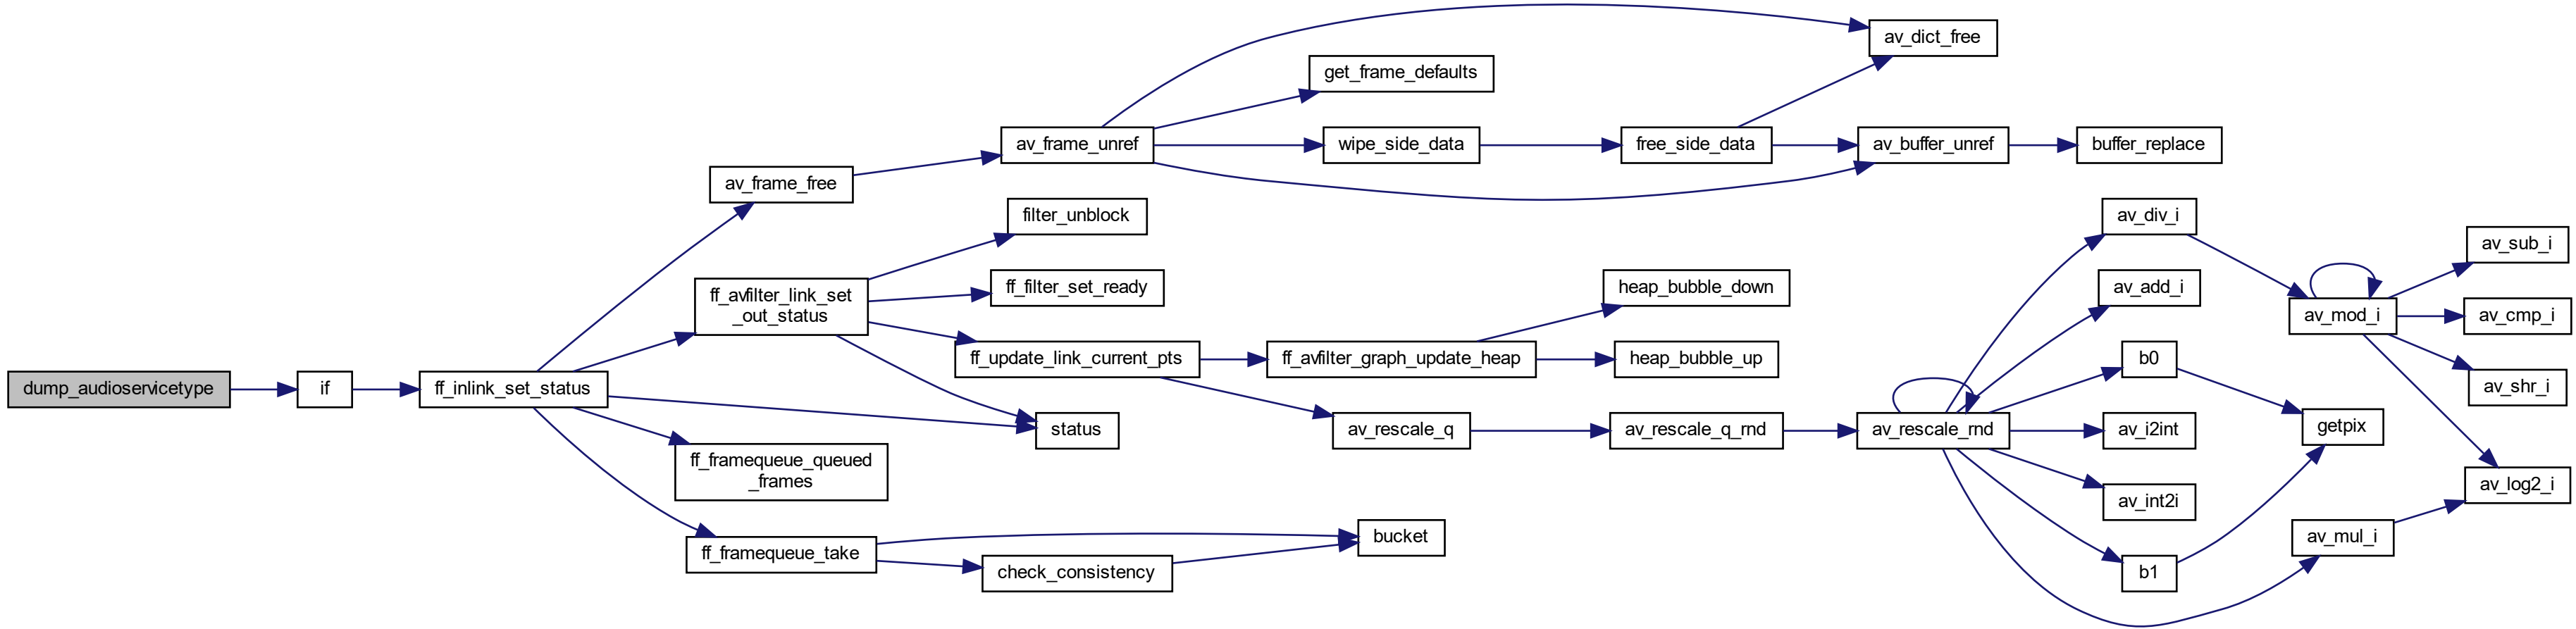 dump_audioservicetype
if
ff_inlink_set_status
av_frame_free
ff_avfilter_link_set
_out_status
ff_framequeue_queued
_frames
ff_framequeue_take
av_frame_unref
filter_unblock
ff_filter_set_ready
ff_update_link_current_pts
status
check_consistency
bucket
get_frame_defaults
wipe_side_data
ff_avfilter_graph_update_heap
av_rescale_q
heap_bubble_down
heap_bubble_up
free_side_data
av_rescale_q_rnd
av_dict_free
av_buffer_unref
av_rescale_rnd
buffer_replace
av_div_i
av_add_i
b0
av_i2int
av_int2i
b1
av_mod_i
getpix
av_mul_i
av_sub_i
av_cmp_i
av_shr_i
av_log2_i